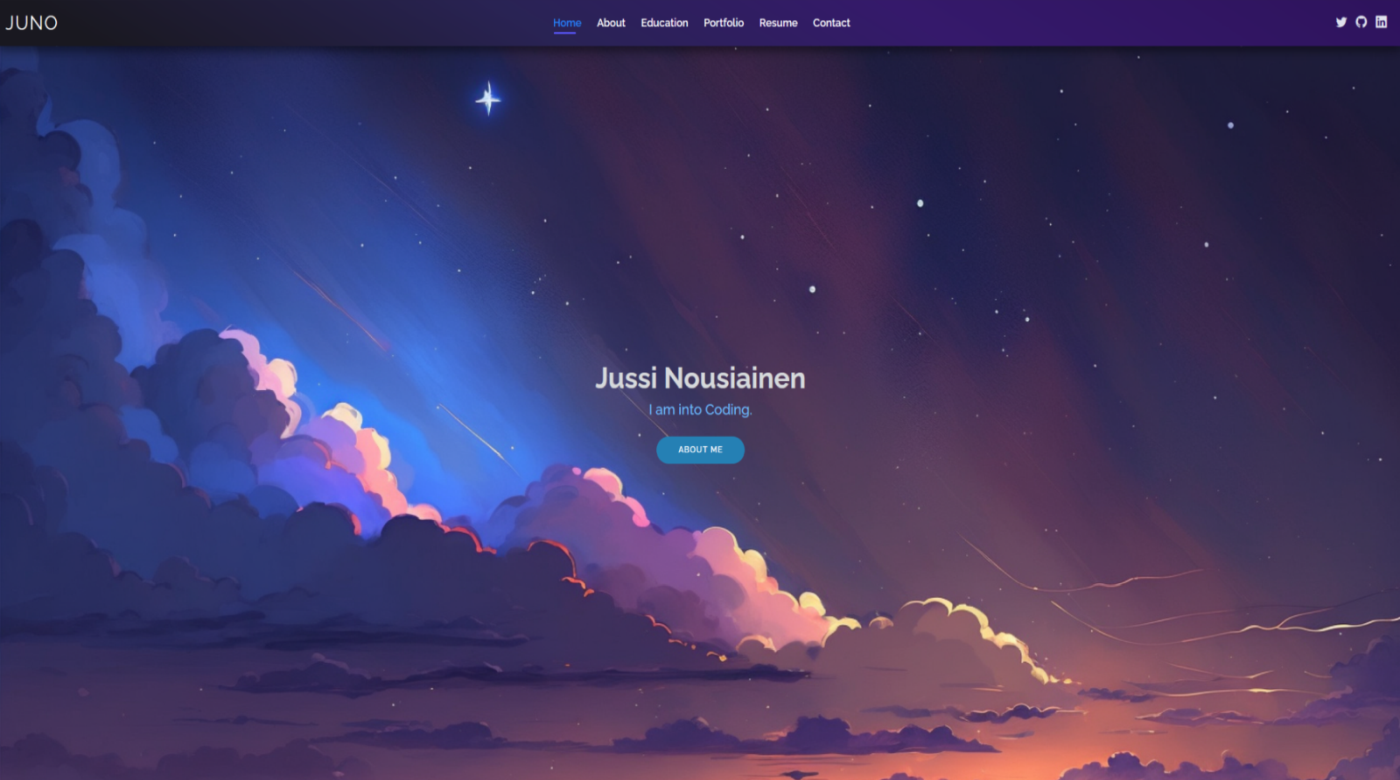 JUNO
Home About Education Portfolio Resume Contact
Jussi Nousiainen
I am into Coding.
ABOUT ME